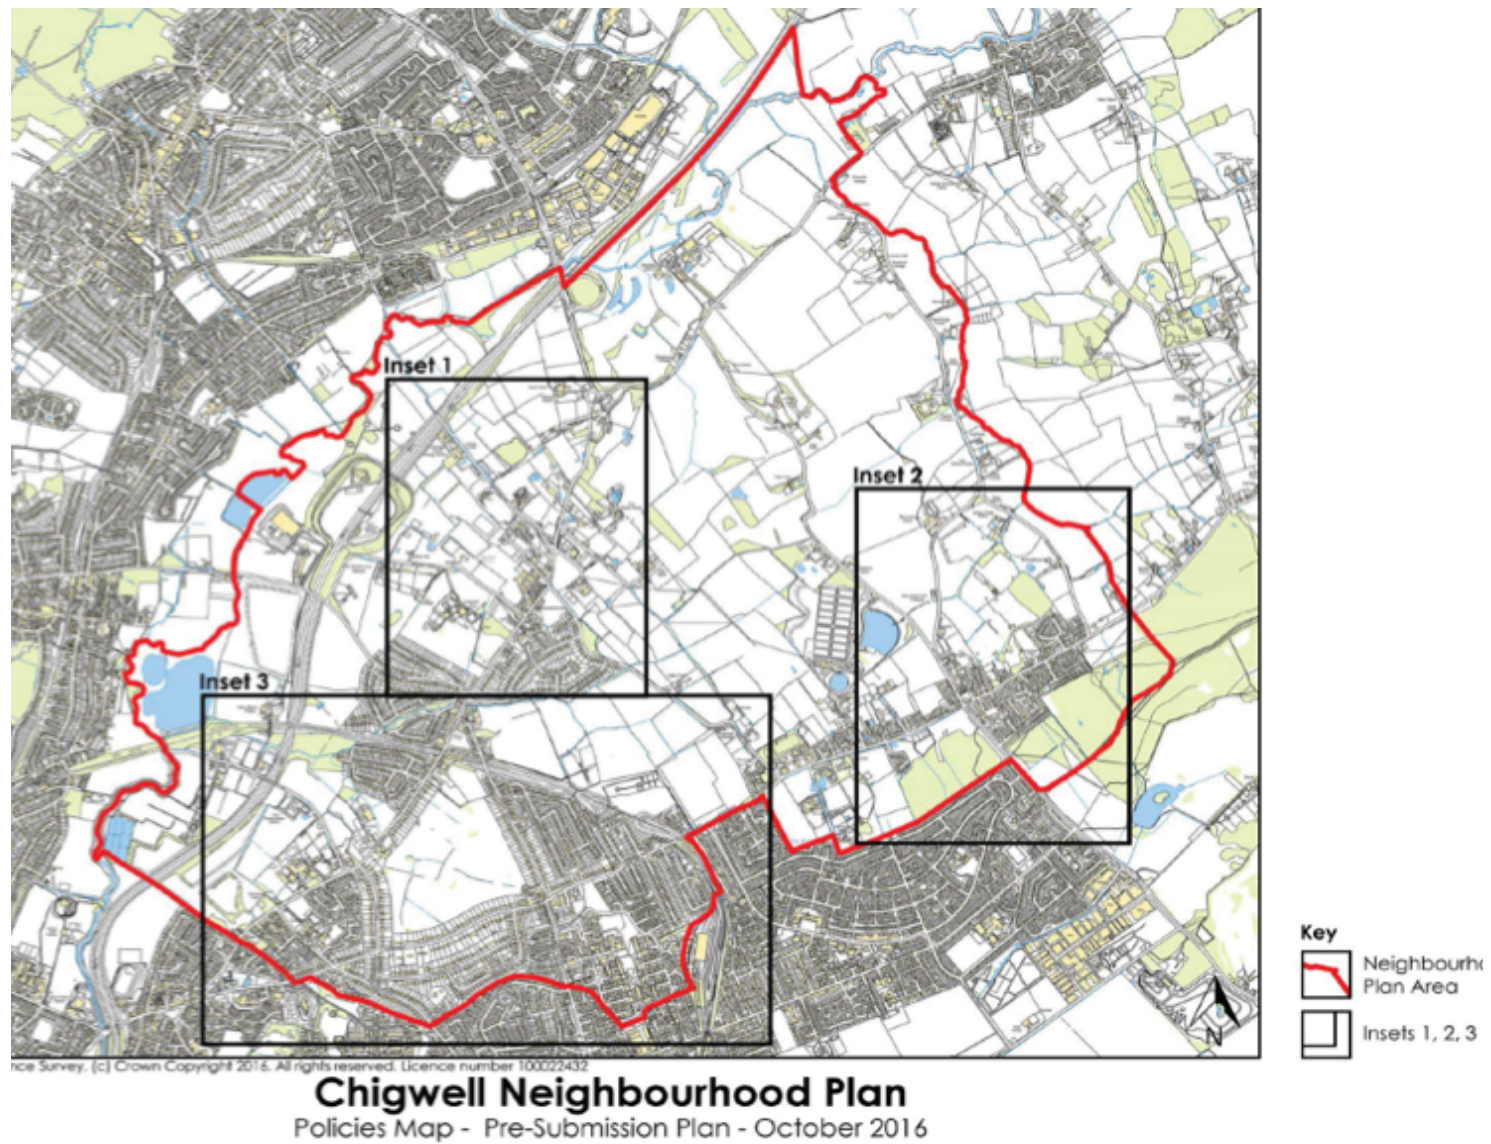 Inset 1
Inset 2
Inset 3
Key
Neighbourho
Plan Area
Insets 1, 2, 3
N
nce Survey. (c) Crown Copyright 2016. All rights reserved. Licence number 100022432
Chigwell Neighbourhood Plan
Policies Map - Pre-Submission Plan - October 2016